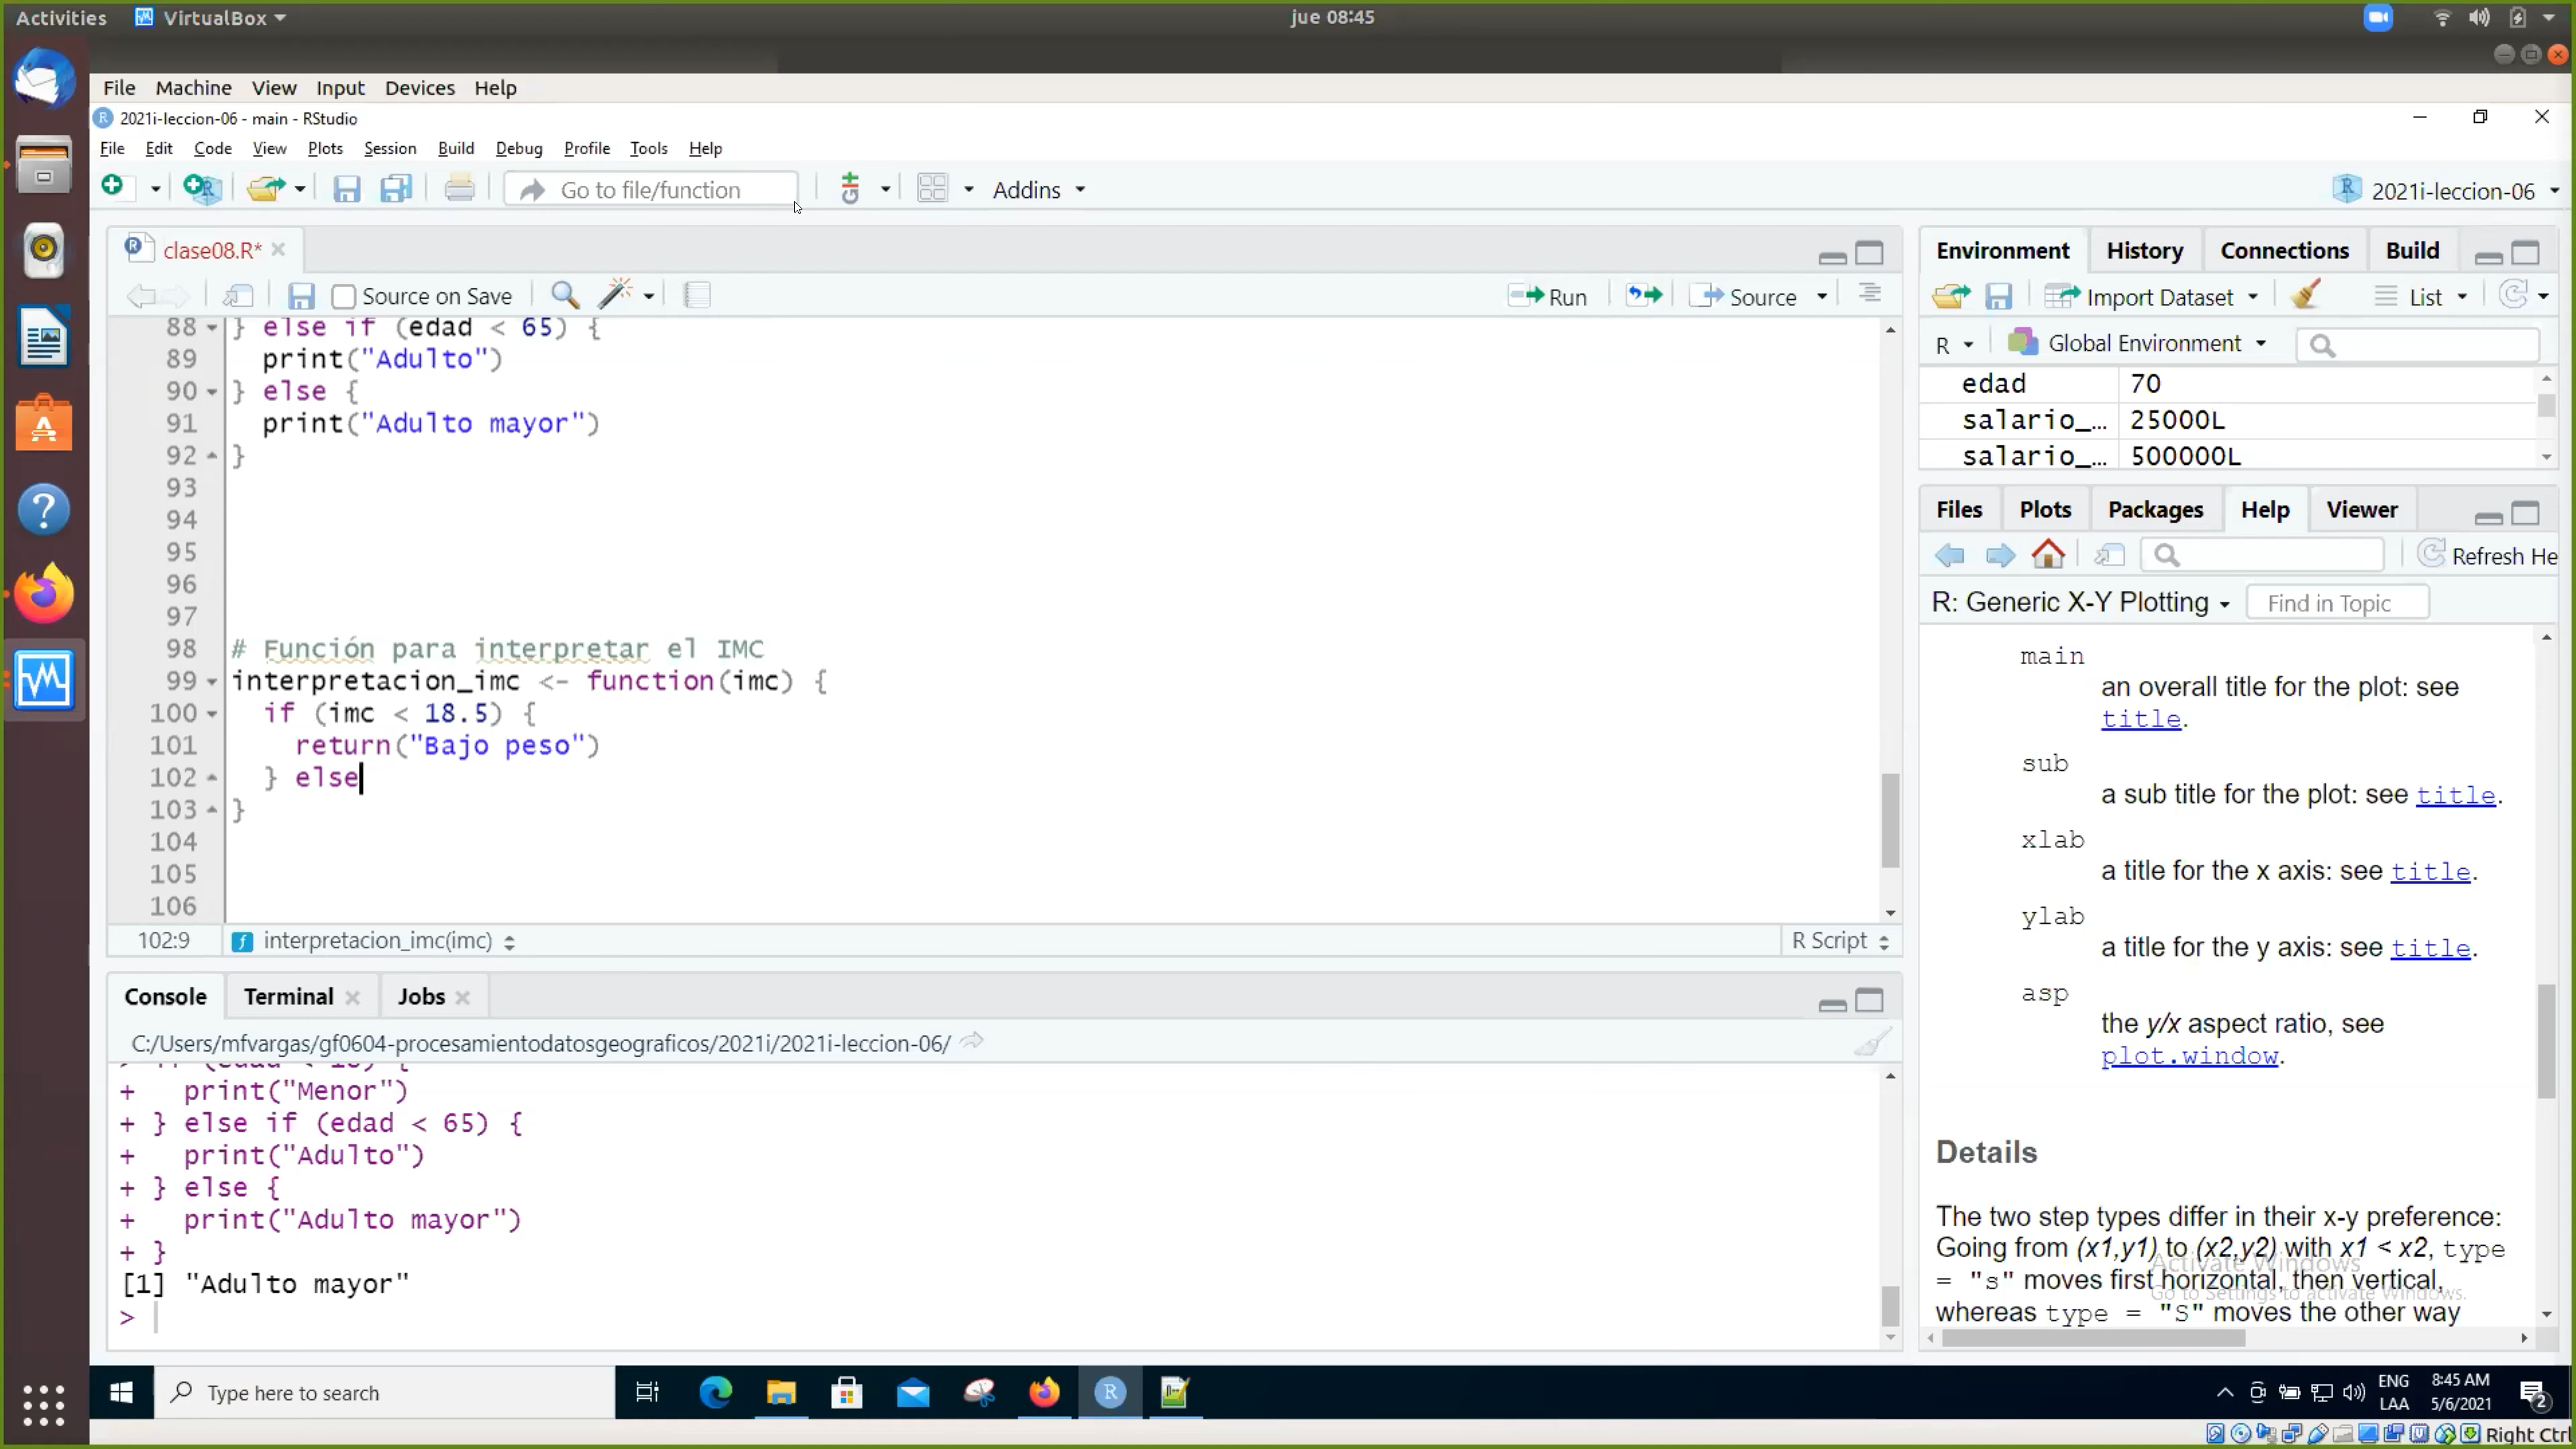 Activities VirtualBox jue 08:45
File Machine View Input Devices Help
2021i-leccion-06 - main - RStudio
File Edit Code View Plots Session Build Debug Profile Tools Help
Go to file/function Addins 2021i-leccion-06
clase08.R*
Source on Save Run Source
88 } else if (edad < 65) {
89 print("Adulto")
90 } else {
91 print("Adulto mayor")
92 }
93
94
95
96
97
98 # Función para interpretar el IMC
99 interpretacion_imc <- function(imc) {
100 if (imc < 18.5) {
101 return("Bajo peso")
102 } else
103 }
104
105
106
102:9 interpretacion_imc(imc) R Script
Console Terminal Jobs
C:/Users/mfvargas/gf0604-procesamientodatosgeograficos/2021i/2021i-leccion-06/
+ print("Menor")
+ } else if (edad < 65) {
+ print("Adulto")
+ } else {
+ print("Adulto mayor")
+ }
[1] "Adulto mayor"
>
Environment History Connections Build
Import Dataset List
R Global Environment
edad 70
salario_... 25000L
salario_... 500000L
Files Plots Packages Help Viewer
Refresh He
R: Generic X-Y Plotting Find in Topic
main
an overall title for the plot: see
title.
sub
a sub title for the plot: see title.
xlab
a title for the x axis: see title.
ylab
a title for the y axis: see title.
asp
the y/x aspect ratio, see
plot.window.
Details
The two step types differ in their x-y preference:
Going from (x1,y1) to (x2,y2) with x1 < x2, type
= "s" moves first horizontal, then vertical,
whereas type = "S" moves the other way
Activate Windows
Go to Settings to activate Windows.
Type here to search
ENG
LAA
8:45 AM
5/6/2021
2
Right Ctrl